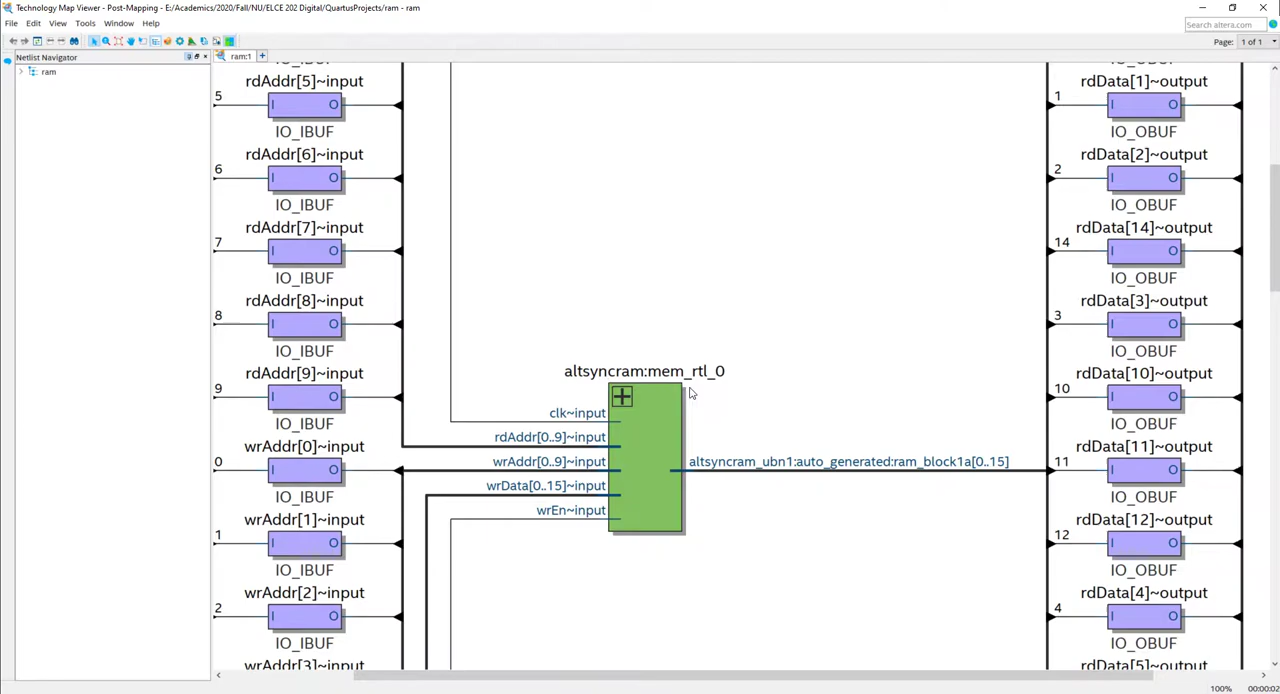 Technology Map Viewer - Post-Mapping - E:/Academics/2020/Fall/NU/ELCE 202 Digital/QuartusProjects/ram - ram
File Edit View Tools Window Help
Search altera.com
Page: 1 of 1
Netlist Navigator
ram:1
ram
rdAddr[5]~input
5
I O
IO_IBUF
rdAddr[6]~input
6
I O
IO_IBUF
rdAddr[7]~input
7
I O
IO_IBUF
rdAddr[8]~input
8
I O
IO_IBUF
rdAddr[9]~input
9
I O
IO_IBUF
wrAddr[0]~input
0
I O
IO_IBUF
wrAddr[1]~input
1
I O
IO_IBUF
wrAddr[2]~input
2
I O
IO_IBUF
wrAddr[3]~input
altsyncram:mem_rtl_0
clk~input
rdAddr[0..9]~input
wrAddr[0..9]~input
wrData[0..15]~input
wrEn~input
altsyncram_ubn1:auto_generated:ram_block1a[0..15]
IO_OBUF
rdData[1]~output
1
I O
IO_OBUF
rdData[2]~output
2
I O
IO_OBUF
rdData[14]~output
14
I O
IO_OBUF
rdData[3]~output
3
I O
IO_OBUF
rdData[10]~output
10
I O
IO_OBUF
rdData[11]~output
11
I O
IO_OBUF
rdData[12]~output
12
I O
IO_OBUF
rdData[4]~output
4
I O
IO_OBUF
rdData[5]~output
100% 00:00:02